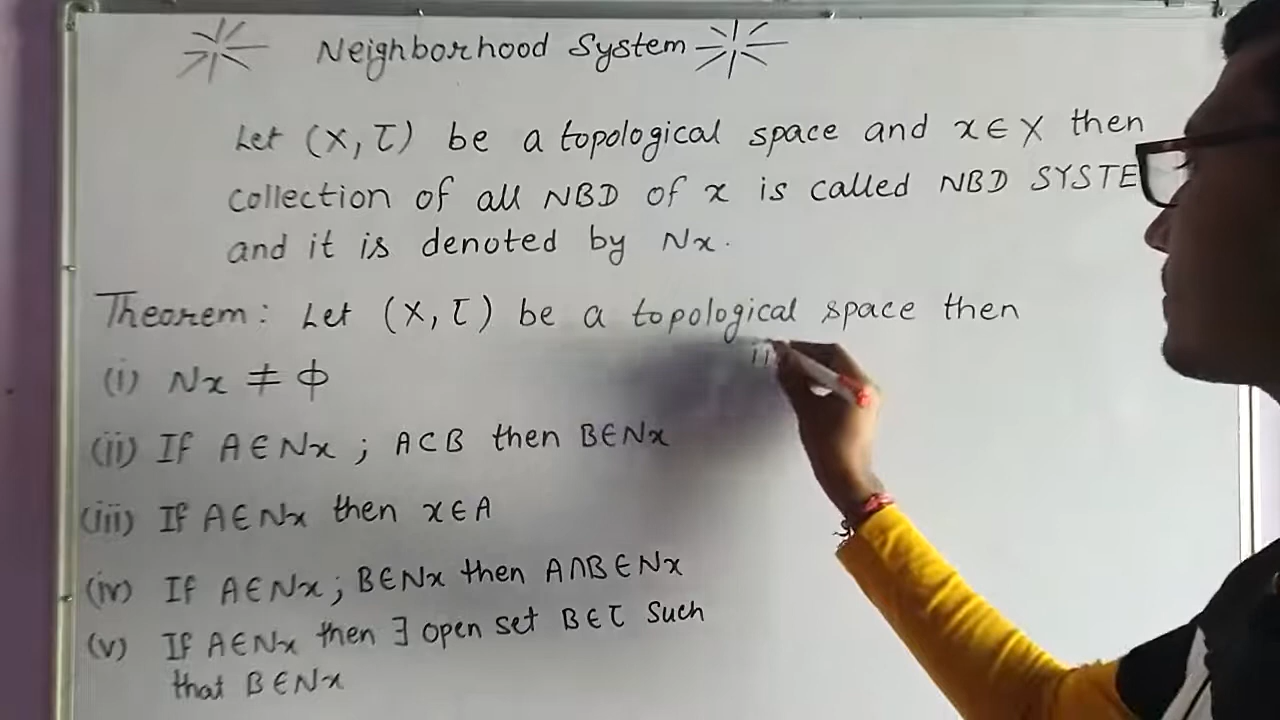 Neighborhood System
Let (X, τ) be a topological space and x ∈ X then
collection of all NBD of x is called NBD SYSTE
and it is denoted by Nx.
Theorem: Let (X, τ) be a topological space then
(i) Nx ≠ ϕ
(ii) If A ∈ Nx ; A ⊂ B then B ∈ Nx
(iii) If A ∈ Nx then x ∈ A
(iv) If A ∈ Nx ; B ∈ Nx then A ∩ B ∈ Nx
(v) If A ∈ Nx then ∃ open set B ∈ τ Such
that B ∈ Nx
ii